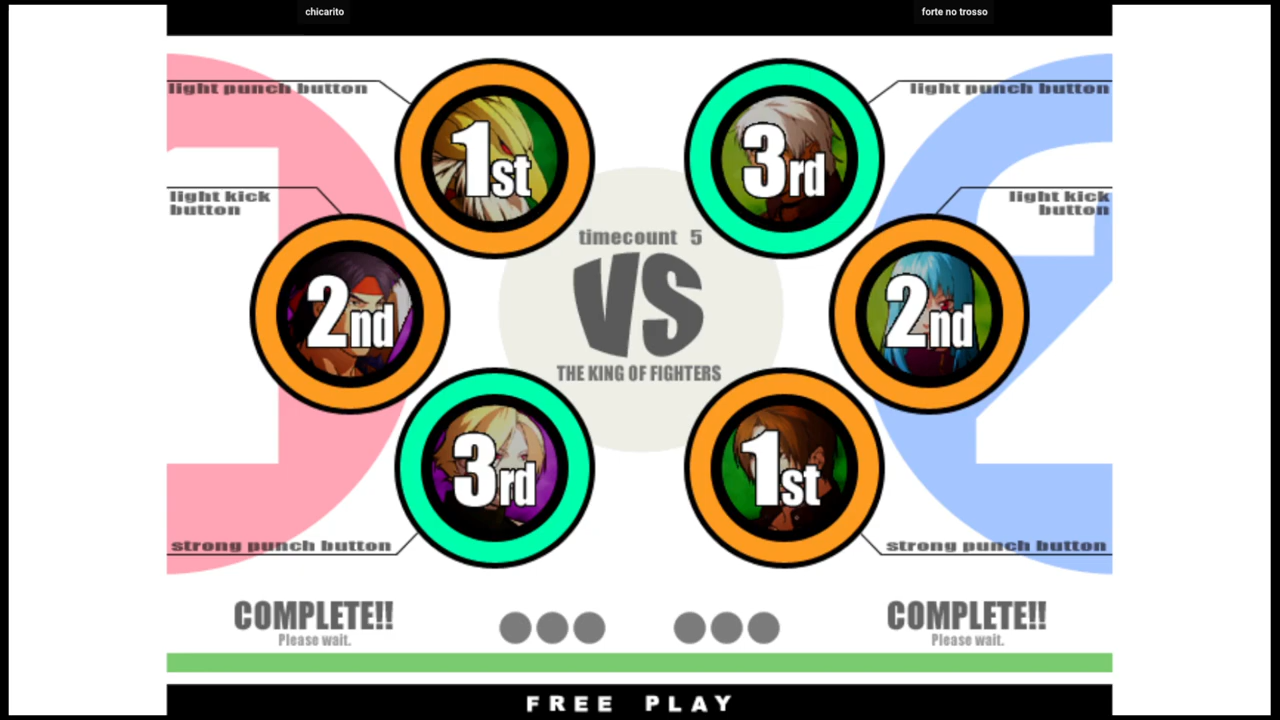 chicarito
forte no trosso
light punch button
light punch button
1st
3rd
light kick
button
light kick
button
timecount 5
VS
THE KING OF FIGHTERS
2nd
2nd
3rd
1st
strong punch button
strong punch button
COMPLETE!!
Please wait.
COMPLETE!!
Please wait.
FREE PLAY